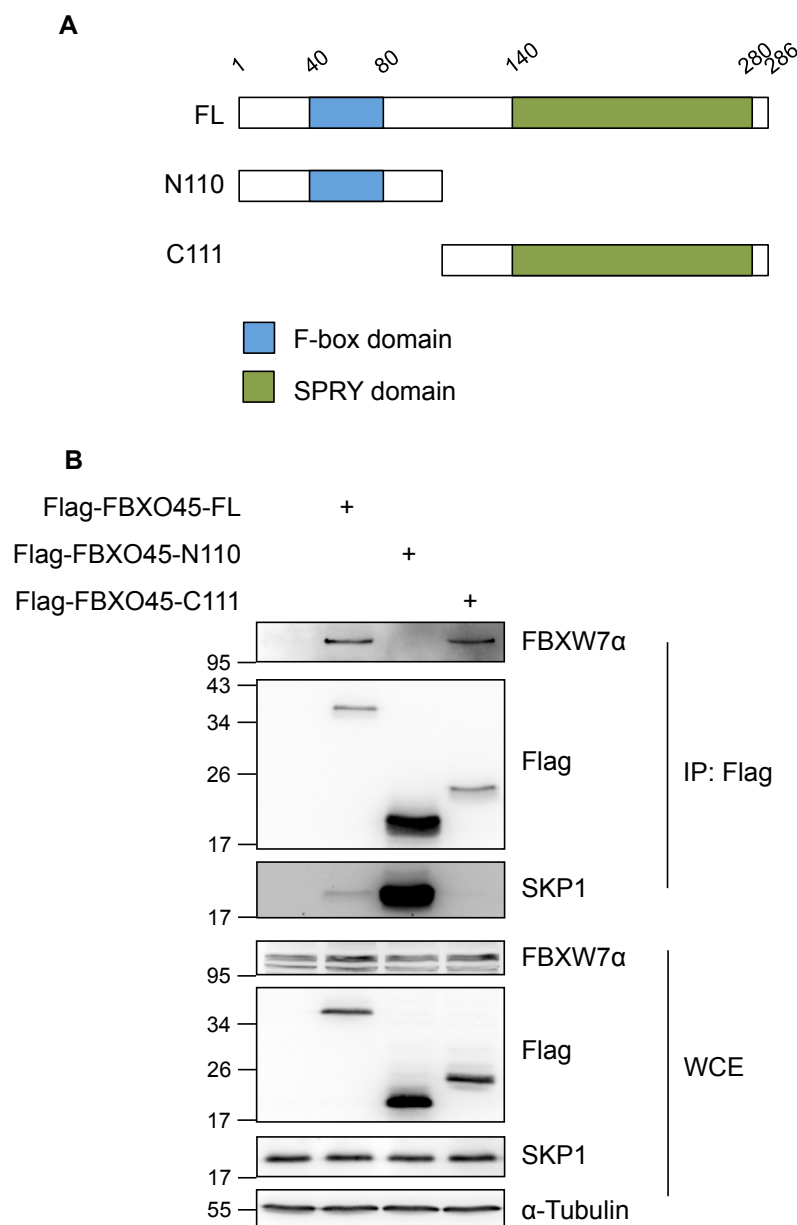 A
1 40 80 140 280 286
FL
N110
C111
F-box domain
SPRY domain
B
Flag-FBXO45-FL +
Flag-FBXO45-N110 +
Flag-FBXO45-C111 +
FBXW7α
95
43
34
Flag
26
IP: Flag
17
SKP1
17
FBXW7α
95
34
Flag
26
WCE
17
SKP1
17
55 α-Tubulin